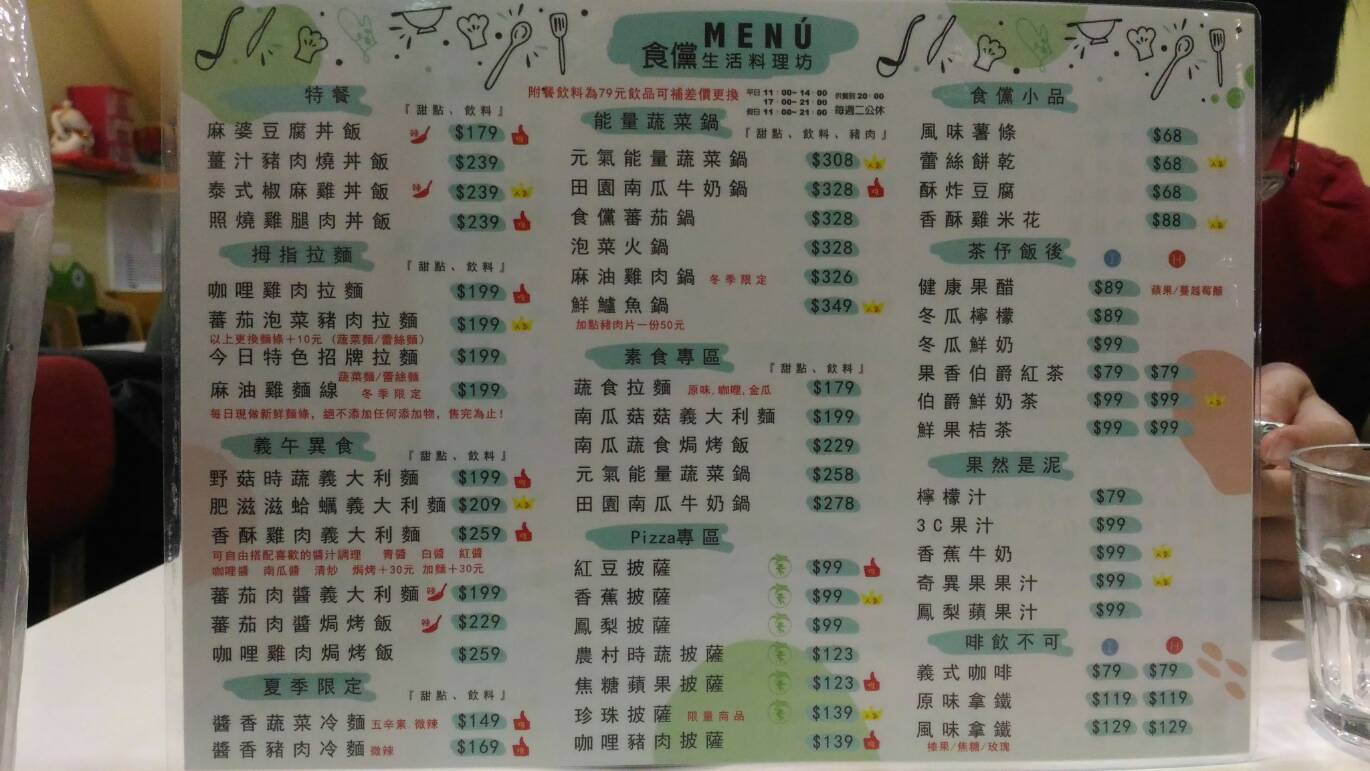 MENÚ
食儻生活料理坊
附餐飲料為79元飲品可補差價更換
平日 11:00~14:00
17:00~21:00
假日 11:00~21:00
供餐到 20:00
每週二公休
特餐
『甜點、飲料』
麻婆豆腐丼飯 辣 $179
薑汁豬肉燒丼飯 $239
泰式椒麻雞丼飯 辣 $239
照燒雞腿肉丼飯 $239
拇指拉麵
『甜點、飲料』
咖哩雞肉拉麵 $199
蕃茄泡菜豬肉拉麵 $199
以上更換麵條+10元 (蔬菜麵/蕾絲麵)
今日特色招牌拉麵 $199
蔬菜麵/蕾絲麵
麻油雞麵線 冬季限定 $199
每日現做新鮮麵條, 絕不添加任何添加物, 售完為止!
義午異食
『甜點、飲料』
野菇時蔬義大利麵 $199
肥滋滋蛤蠣義大利麵 $209
香酥雞肉義大利麵 $259
可自由搭配喜歡的醬汁調理 青醬 白醬 紅醬
咖哩醬 南瓜醬 清炒 焗烤+30元 加麵+30元
蕃茄肉醬義大利麵 辣 $199
蕃茄肉醬焗烤飯 辣 $229
咖哩雞肉焗烤飯 $259
夏季限定
『甜點、飲料』
醬香蔬菜冷麵 五辛素 微辣 $149
醬香豬肉冷麵 微辣 $169
能量蔬菜鍋
『甜點、飲料、豬肉』
元氣能量蔬菜鍋 $308
田園南瓜牛奶鍋 $328
食儻蕃茄鍋 $328
泡菜火鍋 $328
麻油雞肉鍋 冬季限定 $326
鮮鱸魚鍋 $349
加點豬肉片一份50元
素食專區
『甜點、飲料』
蔬食拉麵 原味,咖哩,金瓜 $179
南瓜菇菇義大利麵 $199
南瓜蔬食焗烤飯 $229
元氣能量蔬菜鍋 $258
田園南瓜牛奶鍋 $278
Pizza專區
紅豆披薩 素 $99
香蕉披薩 素 $99
鳳梨披薩 素 $99
農村時蔬披薩 素 $123
焦糖蘋果披薩 素 $123
珍珠披薩 限量商品 素 $139
咖哩豬肉披薩 $139
食儻小品
風味薯條 $68
蕾絲餅乾 $68
酥炸豆腐 $68
香酥雞米花 $88
茶伃飯後 I H
健康果醋 $89 蘋果/蔓越莓醋
冬瓜檸檬 $89
冬瓜鮮奶 $99
果香伯爵紅茶 $79 $79
伯爵鮮奶茶 $99 $99
鮮果桔茶 $99 $99
果然是泥
檸檬汁 $79
3C果汁 $99
香蕉牛奶 $99
奇異果果汁 $99
鳳梨蘋果汁 $99
啡飲不可 I H
義式咖啡 $79 $79
原味拿鐵 $119 $119
風味拿鐵 $129 $129
榛果/焦糖/玫瑰